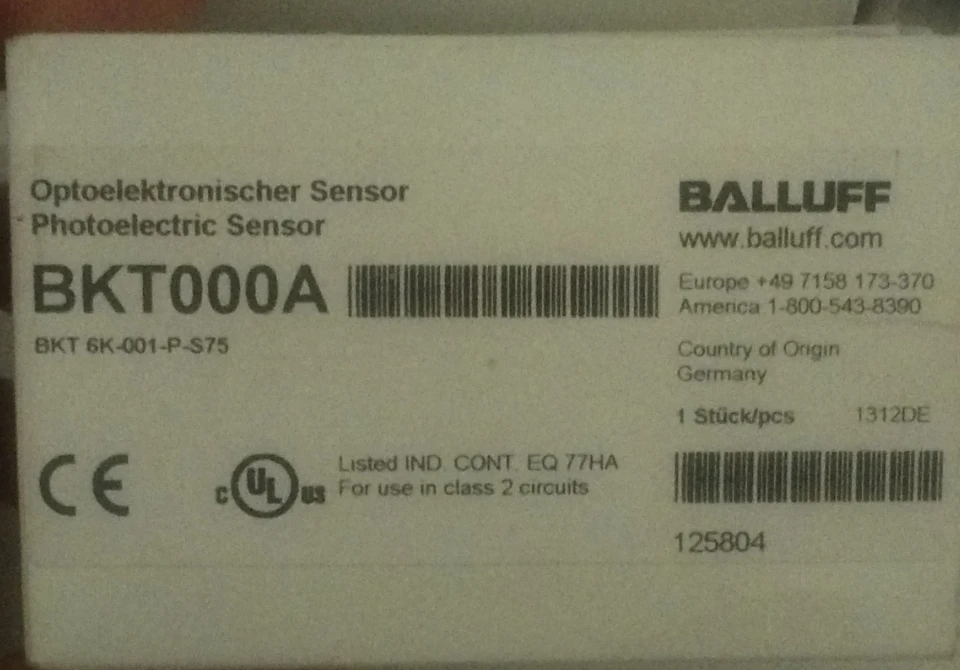 Optoelektronischer Sensor
Photoelectric Sensor
BKT000A
BKT 6K-001-P-S75
BALLUFF
www.balluff.com
Europe +49 7158 173-370
America 1-800-543-8390
Country of Origin
Germany
1 Stück/pcs 1312DE
CE
c UL us
Listed IND. CONT. EQ 77HA
For use in class 2 circuits
125804